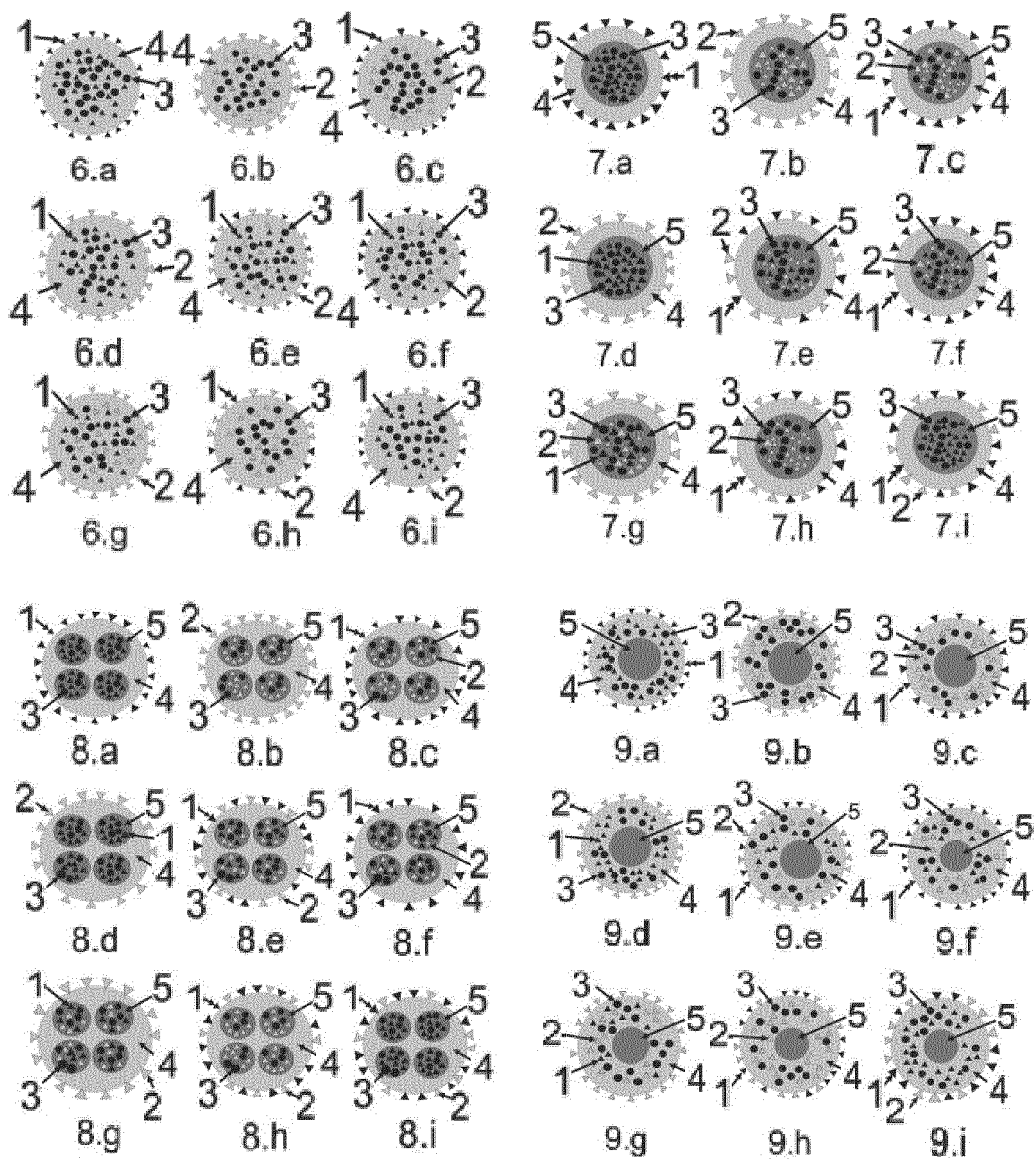 1 4 3
6.a
4 3 2
6.b
1 3 2 4
6.c
1 3 2 4
6.d
1 3 4 2
6.e
1 3 2 4
6.f
1 3 4 2
6.g
1 3 4 2
6.h
1 3 4 2
6.i
5 3 1 4
7.a
2 5 4 3
7.b
3 5 2 4 1
7.c
2 5 1 3 4
7.d
3 5 2 4 1
7.e
3 5 2 4 1
7.f
3 5 2 1 4
7.g
3 5 2 4 1
7.h
3 5 1 4 2
7.i
1 5 4 3
8.a
2 5 4 3
8.b
1 5 2 3 4
8.c
2 5 1 4 3
8.d
1 5 4 3 2
8.e
1 5 2 4 3
8.f
1 5 4 3 2
8.g
1 5 4 3 2
8.h
1 5 4 3 2
8.i
5 3 1 4
9.a
2 5 3 4
9.b
3 5 2 4 1
9.c
2 5 1 3 4
9.d
3 5 2 4 1
9.e
3 5 2 4 1
9.f
3 5 2 4 1
9.g
3 5 2 4 1
9.h
3 5 1 4 2
9.i